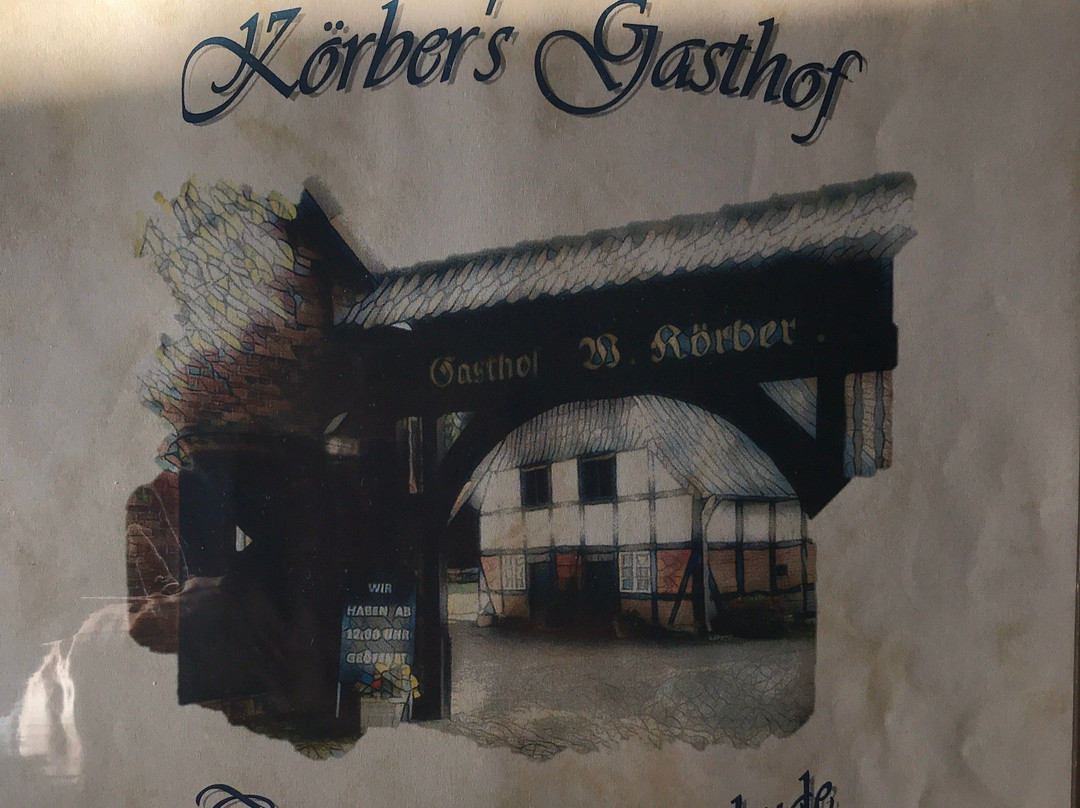 Körber's Gasthof
Gasthof W. Körber.
WIR
HABEN AB
12.00 UHR
GEÖFFNET